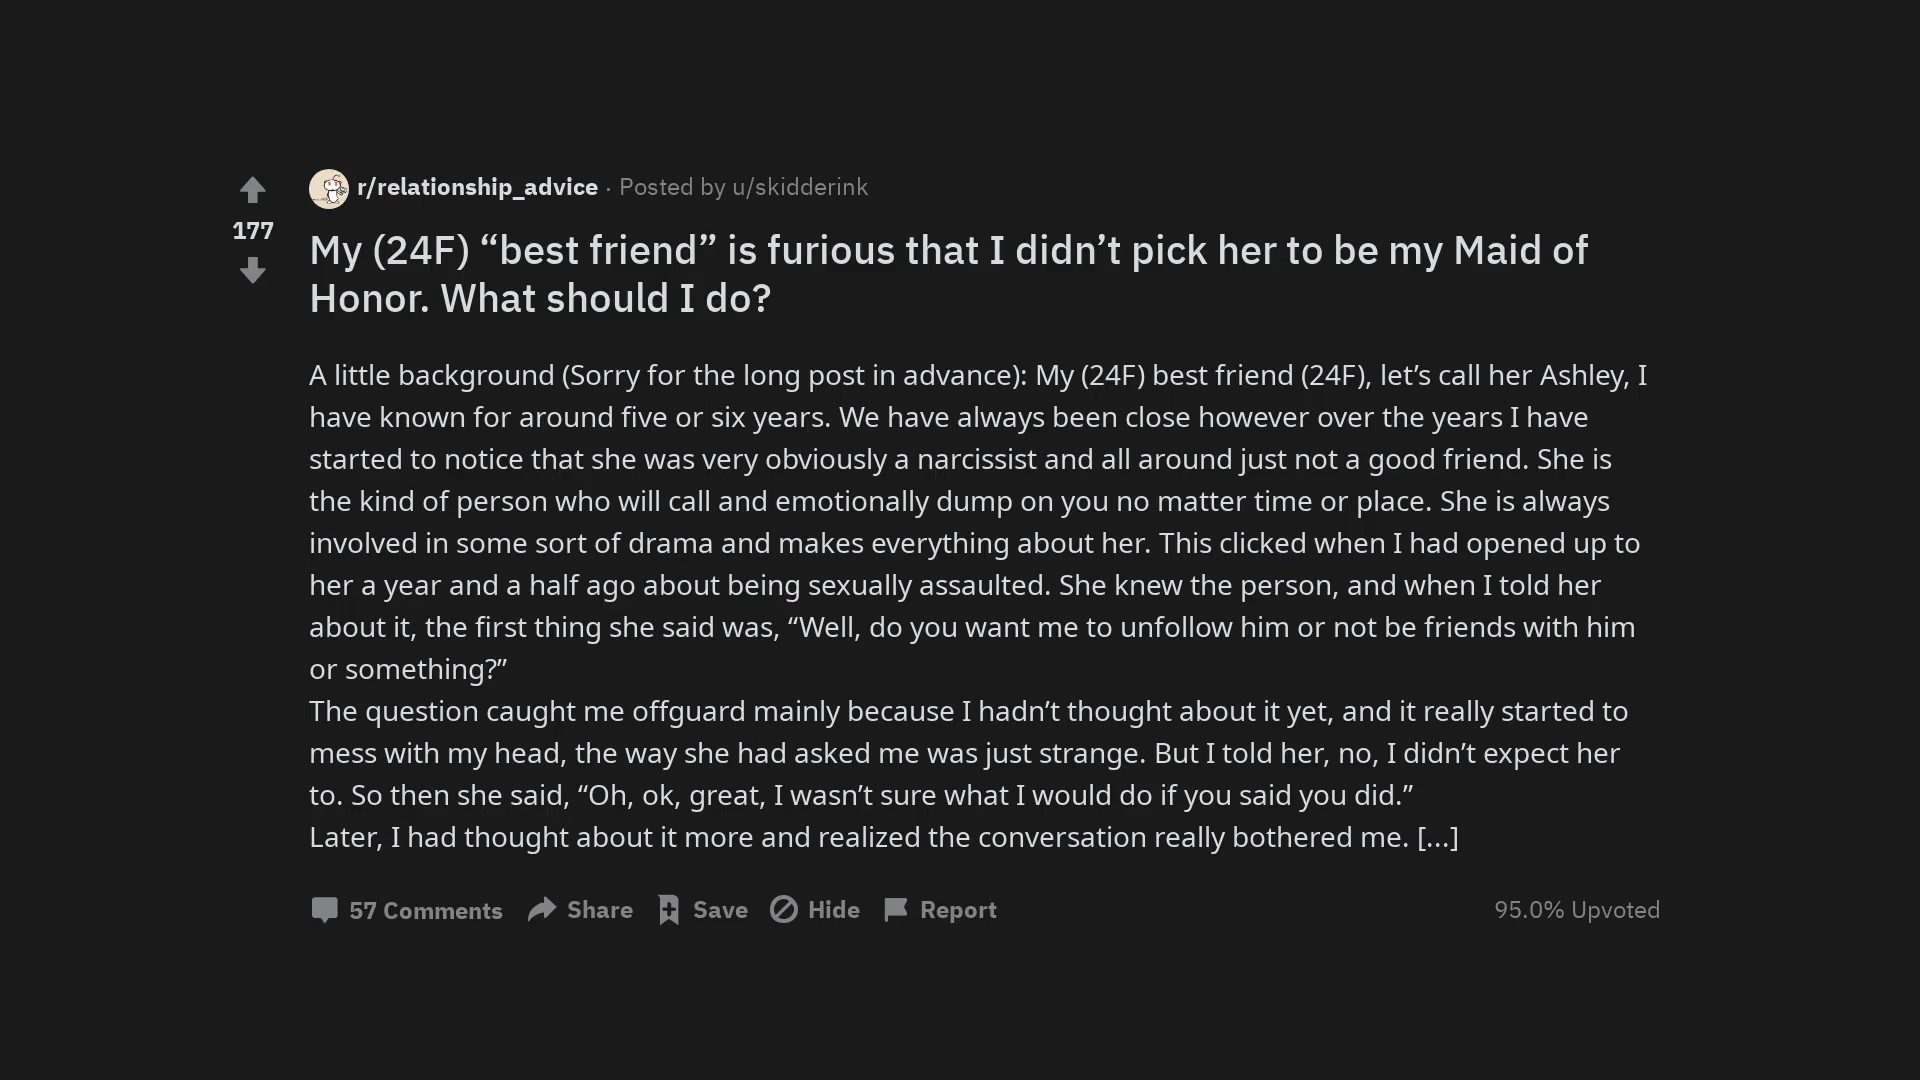 r/relationship_advice · Posted by u/skidderink
177
My (24F) “best friend” is furious that I didn’t pick her to be my Maid of
Honor. What should I do?
A little background (Sorry for the long post in advance): My (24F) best friend (24F), let’s call her Ashley, I
have known for around five or six years. We have always been close however over the years I have
started to notice that she was very obviously a narcissist and all around just not a good friend. She is
the kind of person who will call and emotionally dump on you no matter time or place. She is always
involved in some sort of drama and makes everything about her. This clicked when I had opened up to
her a year and a half ago about being sexually assaulted. She knew the person, and when I told her
about it, the first thing she said was, “Well, do you want me to unfollow him or not be friends with him
or something?”
The question caught me offguard mainly because I hadn’t thought about it yet, and it really started to
mess with my head, the way she had asked me was just strange. But I told her, no, I didn’t expect her
to. So then she said, “Oh, ok, great, I wasn’t sure what I would do if you said you did.”
Later, I had thought about it more and realized the conversation really bothered me. [...]
57 Comments Share Save Hide Report 95.0% Upvoted